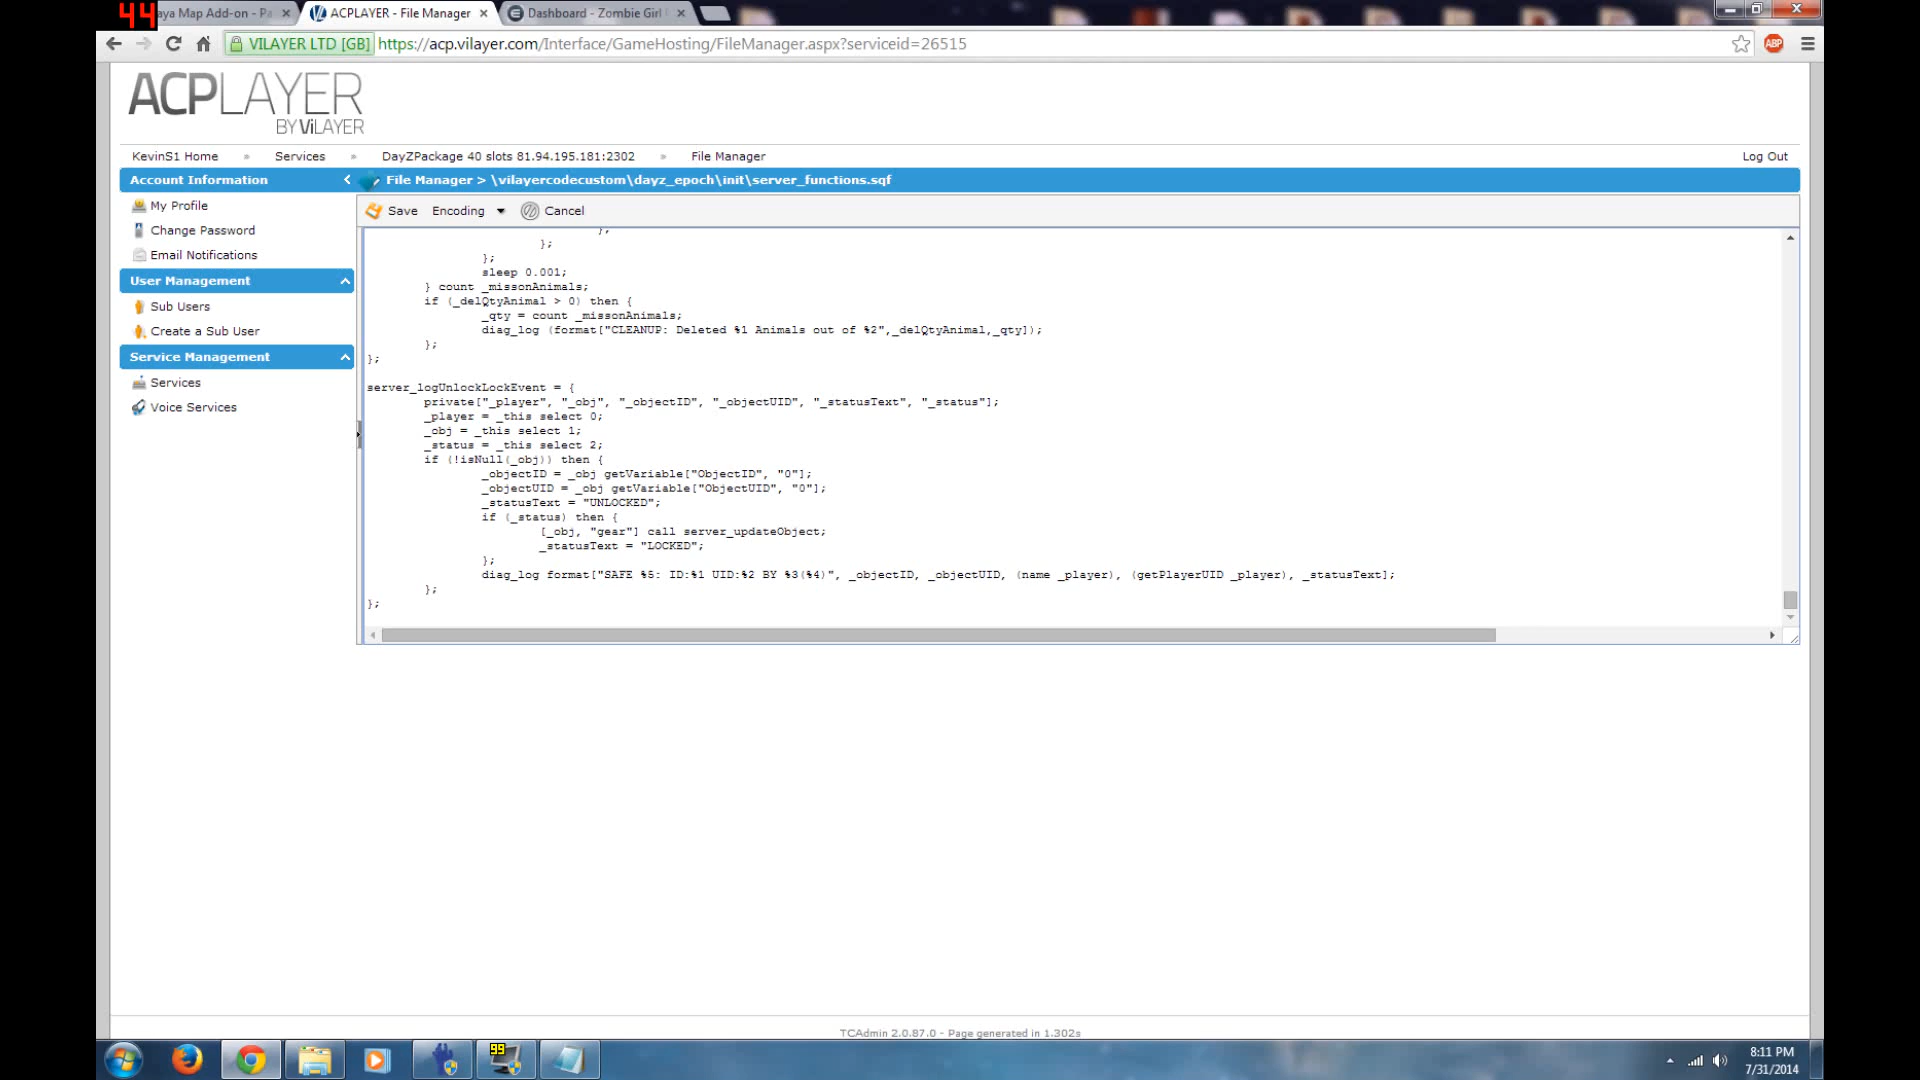 44
aya Map Add-on - Pa
ACPLAYER - File Manager
Dashboard - Zombie Girl
VILAYER LTD [GB]
https://acp.vilayer.com/Interface/GameHosting/FileManager.aspx?serviceid=26515
ABP
ACPLAYER
BY ViLAYER
KevinS1 Home » Services » DayZPackage 40 slots 81.94.195.181:2302 » File Manager
Log Out
Account Information
File Manager > \vilayercodecustom\dayz_epoch\init\server_functions.sqf
My Profile
Change Password
Email Notifications
User Management
Sub Users
Create a Sub User
Service Management
Services
Voice Services
Save Encoding Cancel
};
};
};
sleep 0.001;
} count _missonAnimals;
if (_delQtyAnimal > 0) then {
_qty = count _missonAnimals;
diag_log (format["CLEANUP: Deleted %1 Animals out of %2",_delQtyAnimal,_qty]);
};
};
server_logUnlockLockEvent = {
private["_player", "_obj", "_objectID", "_objectUID", "_statusText", "_status"];
_player = _this select 0;
_obj = _this select 1;
_status = _this select 2;
if (!isNull(_obj)) then {
_objectID = _obj getVariable["ObjectID", "0"];
_objectUID = _obj getVariable["ObjectUID", "0"];
_statusText = "UNLOCKED";
if (_status) then {
[_obj, "gear"] call server_updateObject;
_statusText = "LOCKED";
};
diag_log format["SAFE %5: ID:%1 UID:%2 BY %3(%4)", _objectID, _objectUID, (name _player), (getPlayerUID _player), _statusText];
};
};
TCAdmin 2.0.87.0 - Page generated in 1.302s
99
8:11 PM
7/31/2014